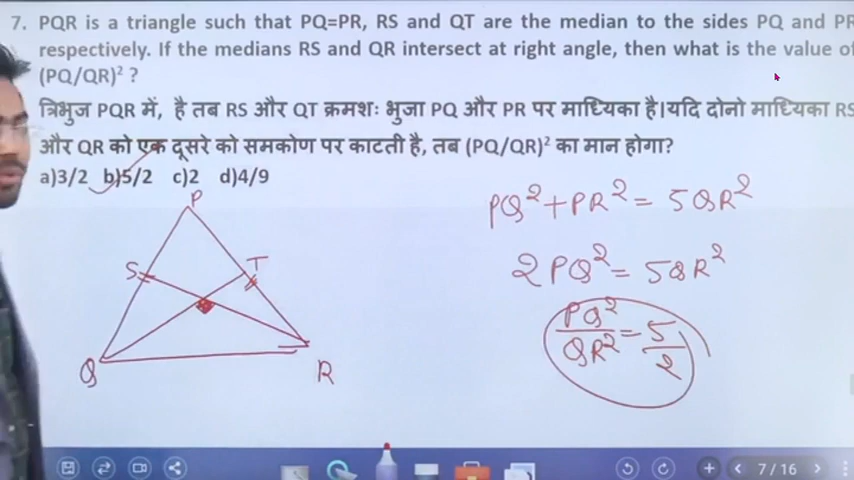 7. PQR is a triangle such that PQ=PR, RS and QT are the median to the sides PQ and PR
respectively. If the medians RS and QR intersect at right angle, then what is the value of
(PQ/QR)² ?
त्रिभुज PQR में, है तब RS और QT क्रमशः भुजा PQ और PR पर माध्यिका है।यदि दोनो माध्यिका RS
और QR को एक दूसरे को समकोण पर काटती है, तब (PQ/QR)² का मान होगा?
a)3/2 b)5/2 c)2 d)4/9
P
S
T
Q
R
PQ² + PR² = 5QR²
2PQ² = 5QR²
PQ²/QR² = 5/2
7 / 16